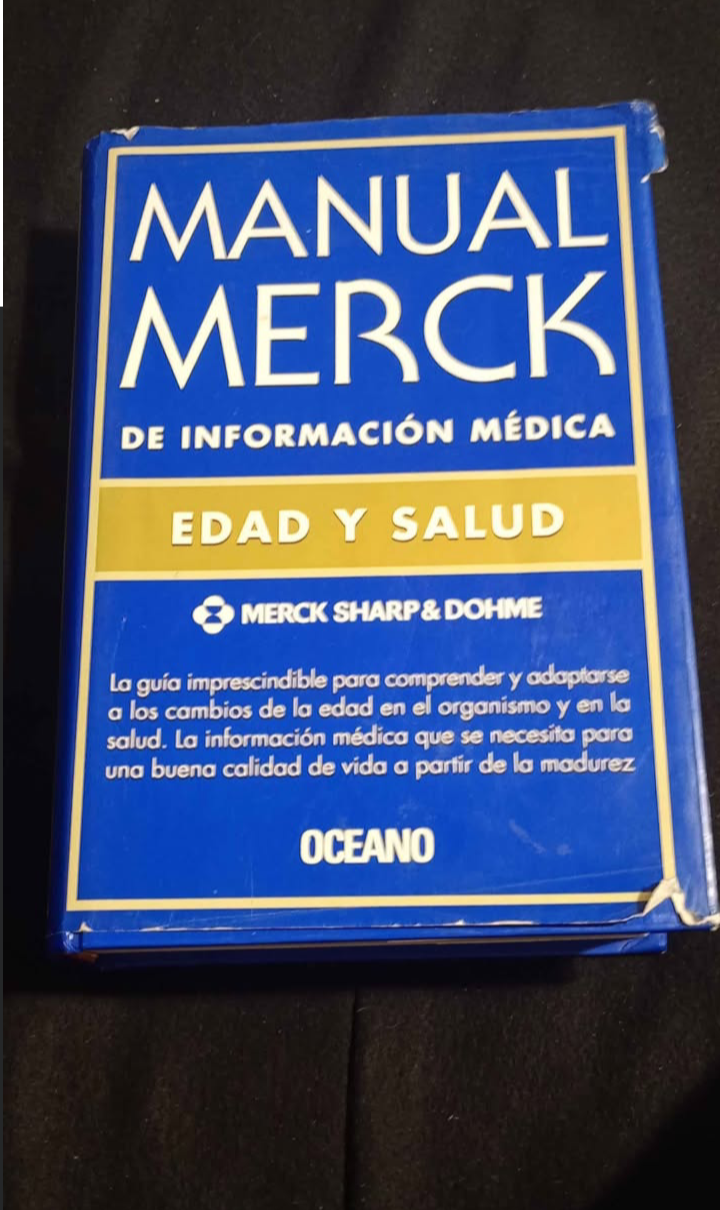 MANUAL
MERCK
DE INFORMACIÓN MÉDICA
EDAD Y SALUD
MERCK SHARP & DOHME
La guía imprescindible para comprender y adaptarse
a los cambios de la edad en el organismo y en la
salud. La información médica que se necesita para
una buena calidad de vida a partir de la madurez
OCEANO